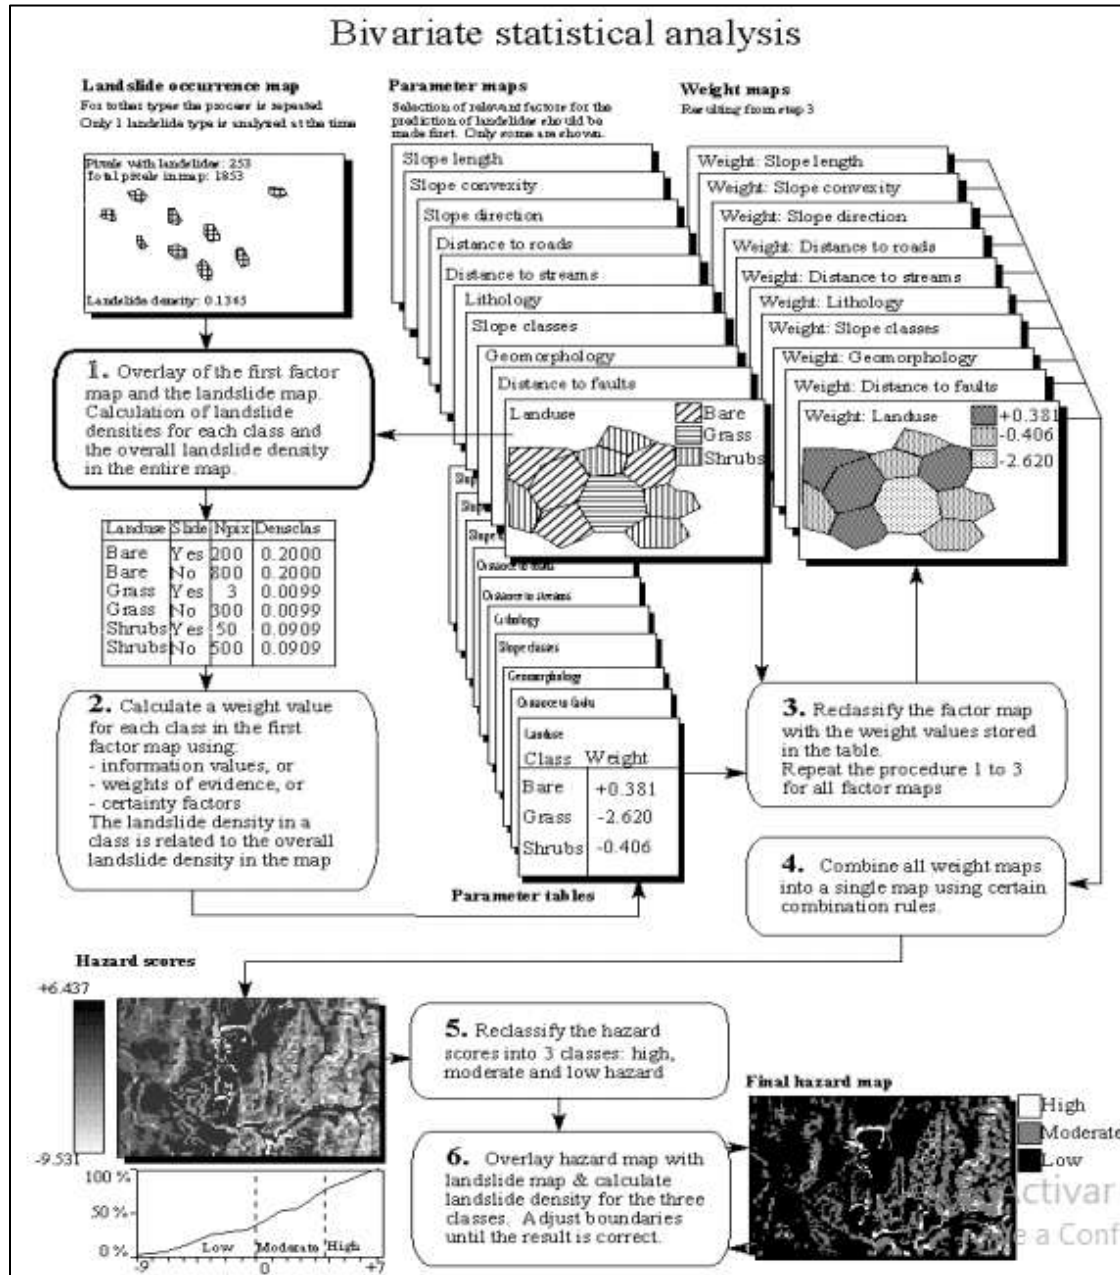 Bivariate statistical analysis
Landslide occurrence map
For tother types the process is repeated
Only 1 landslide type is analyzed at the time
Pixels with landslides: 253
Total pixels in map: 1853
Landslide density: 0.1365
Parameter maps
Selection of relevant factors for the
prediction of landslides should be
made first. Only some are shown.
Slope length
Slope convexity
Slope direction
Distance to roads
Distance to streams
Lithology
Slope classes
Geomorphology
Distance to faults
Landuse
Bare
Grass
Shrubs
Weight maps
Resulting from step 3
Weight: Slope length
Weight: Slope convexity
Weight: Slope direction
Weight: Distance to roads
Weight: Distance to streams
Weight: Lithology
Weight: Slope classes
Weight: Geomorphology
Weight: Distance to faults
Weight: Landuse
+0.381
-0.406
-2.620
1. Overlay of the first factor
map and the landslide map.
Calculation of landslide
densities for each class and
the overall landslide density
in the entire map.
Landuse Slide Npix Densclas
Bare Yes 200 0.2000
Bare No 800 0.2000
Grass Yes 3 0.0099
Grass No 300 0.0099
Shrubs Yes 50 0.0909
Shrubs No 500 0.0909
2. Calculate a weight value
for each class in the first
factor map using:
- information values, or
- weights of evidence, or
- certainty factors
The landslide density in a
class is related to the overall
landslide density in the map
Distance to streams
Lithology
Slope classes
Geomorphology
Distance to faults
Landuse
Class Weight
Bare +0.381
Grass -2.620
Shrubs -0.406
Parameter tables
3. Reclassify the factor map
with the weight values stored
in the table.
Repeat the procedure 1 to 3
for all factor maps
4. Combine all weight maps
into a single map using certain
combination rules.
Hazard scores
+6.437
-9.531
100 %
50 %
0 %
Low Moderate High
-9 0 +7
5. Reclassify the hazard
scores into 3 classes: high,
moderate and low hazard
6. Overlay hazard map with
landslide map & calculate
landslide density for the three
classes. Adjust boundaries
until the result is correct.
Final hazard map
High
Moderate
Low
Activar
e a Conf